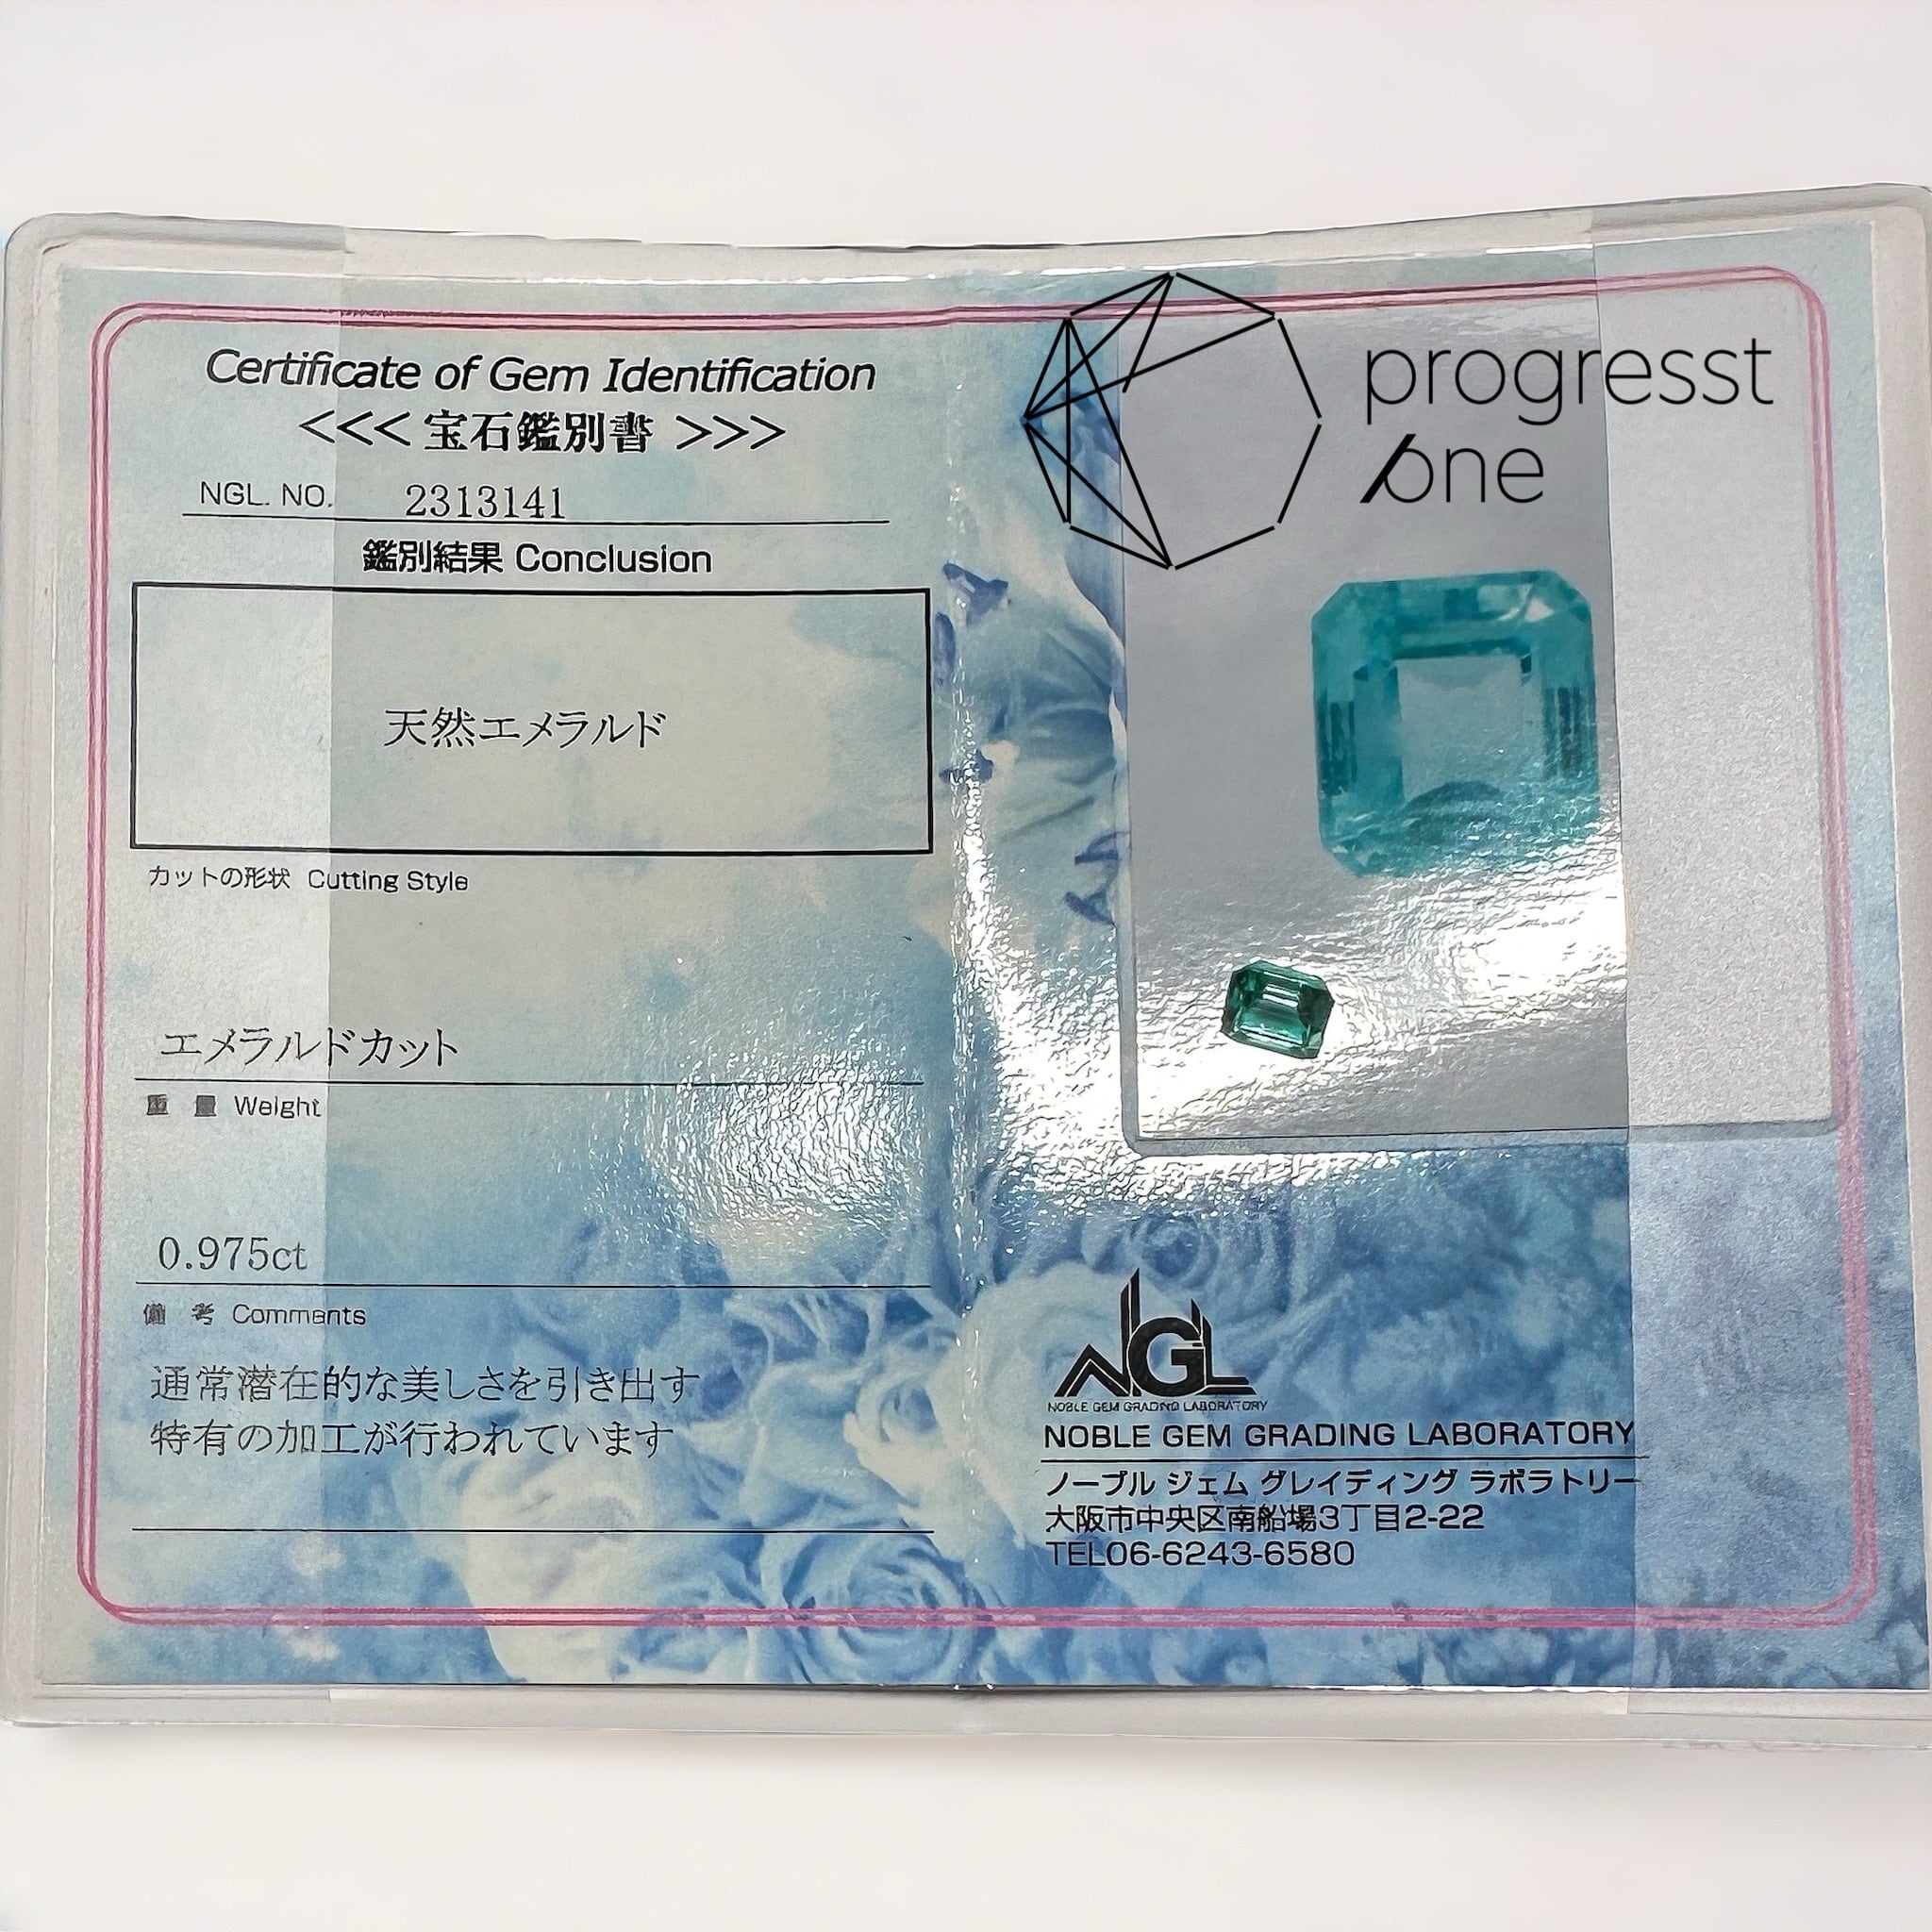 Certificate of Gem Identification
<<< 宝石鑑別書 >>>
NGL. NO. 2313141
鑑別結果 Conclusion
天然エメラルド
カットの形状 Cutting Style
エメラルドカット
重 量 Weight
0.975ct
備 考 Comments
通常潜在的な美しさを引き出す
特有の加工が行われています
progresst
one
NGL
NOBLE GEM GRADING LABORATORY
NOBLE GEM GRADING LABORATORY
ノーブル ジェム グレイディング ラボラトリー
大阪市中央区南船場3丁目2-22
TEL06-6243-6580